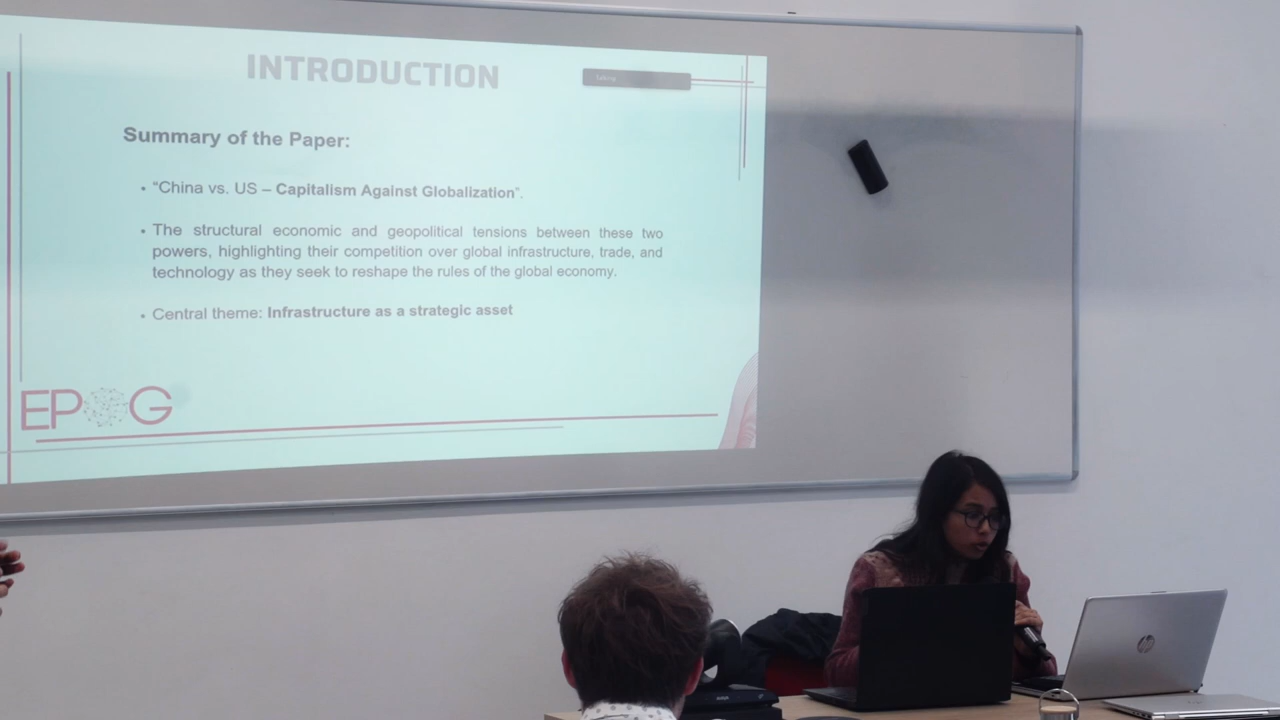 INTRODUCTION
Talking:
Summary of the Paper:
• “China vs. US – Capitalism Against Globalization”.
• The structural economic and geopolitical tensions between these two
powers, highlighting their competition over global infrastructure, trade, and
technology as they seek to reshape the rules of the global economy.
• Central theme: Infrastructure as a strategic asset
EPOG
hp